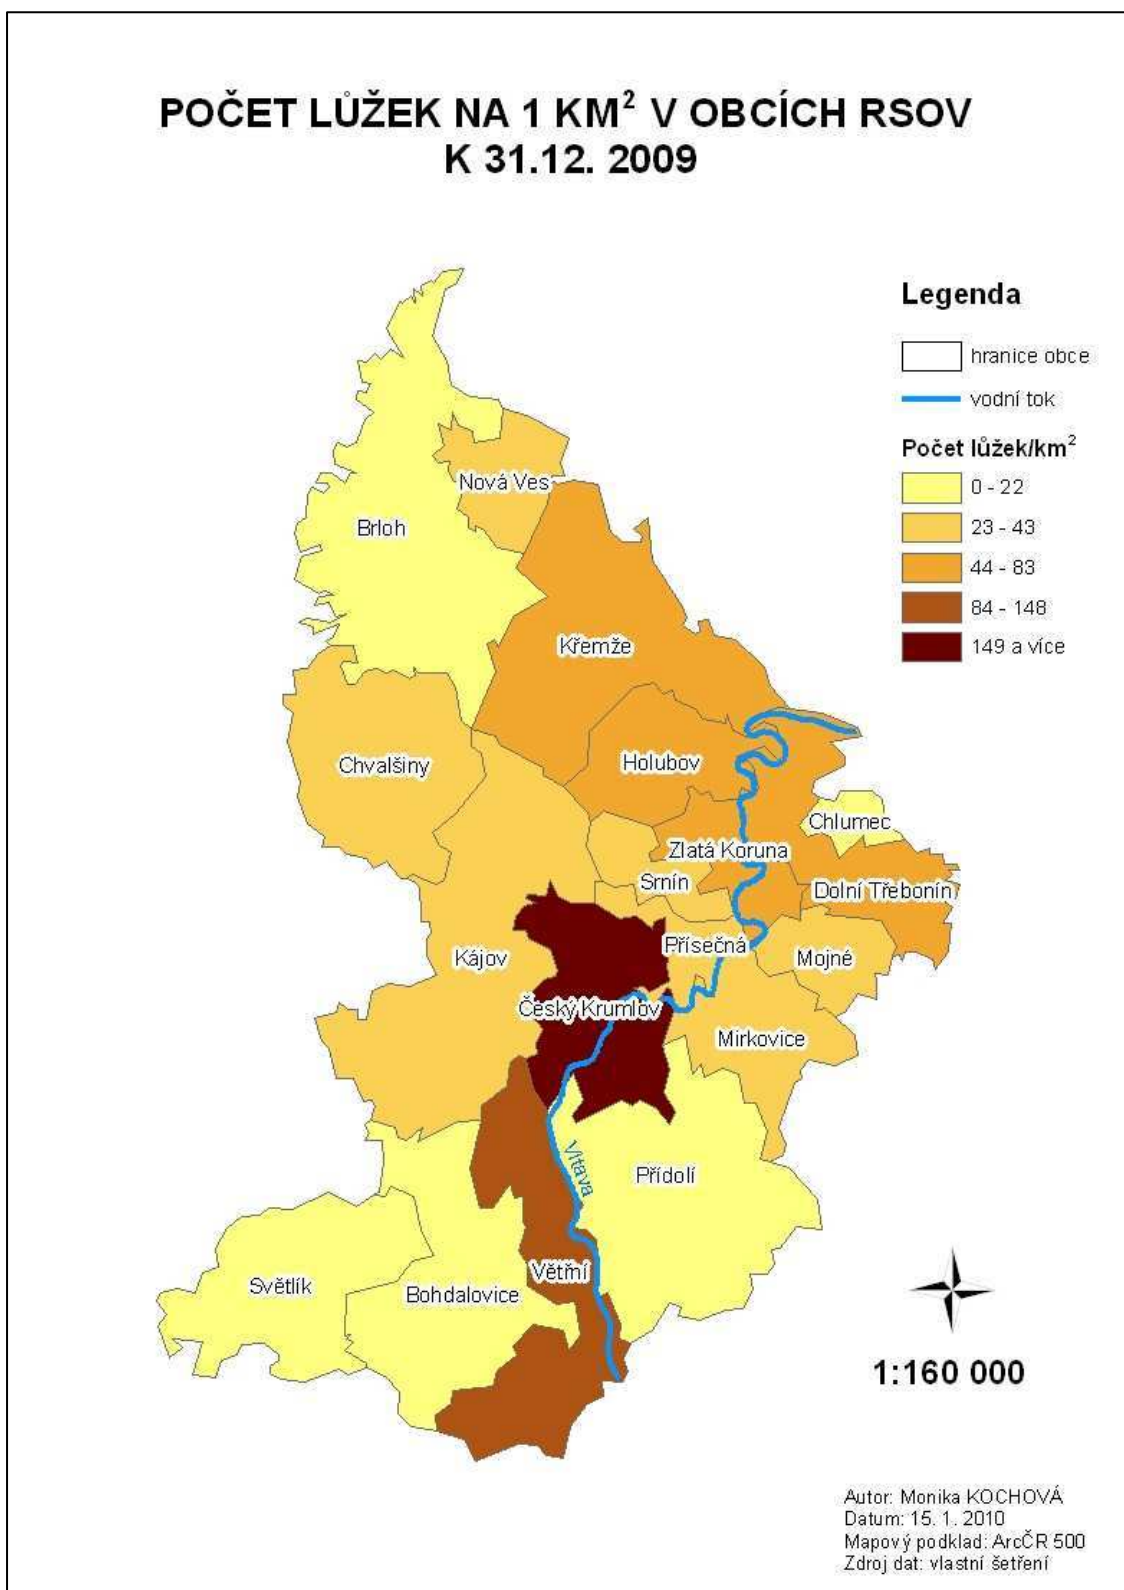 POČET LŮŽEK NA 1 KM² V OBCÍCH RSOV
K 31.12. 2009
Legenda
hranice obce
vodní tok
Počet lůžek/km²
0 - 22
23 - 43
44 - 83
84 - 148
149 a více
Nová Ves
Brloh
Křemže
Chvalšiny
Holubov
Chlumec
Zlatá Koruna
Srnín
Dolní Třebonín
Přísečná
Kájov
Mojné
Český Krumlov
Mirkovice
Vltava
Přídolí
Větřní
Světlík
Bohdalovice
1:160 000
Autor: Monika KOCHOVÁ
Datum: 15. 1. 2010
Mapový podklad: ArcČR 500
Zdroj dat: vlastní šetření